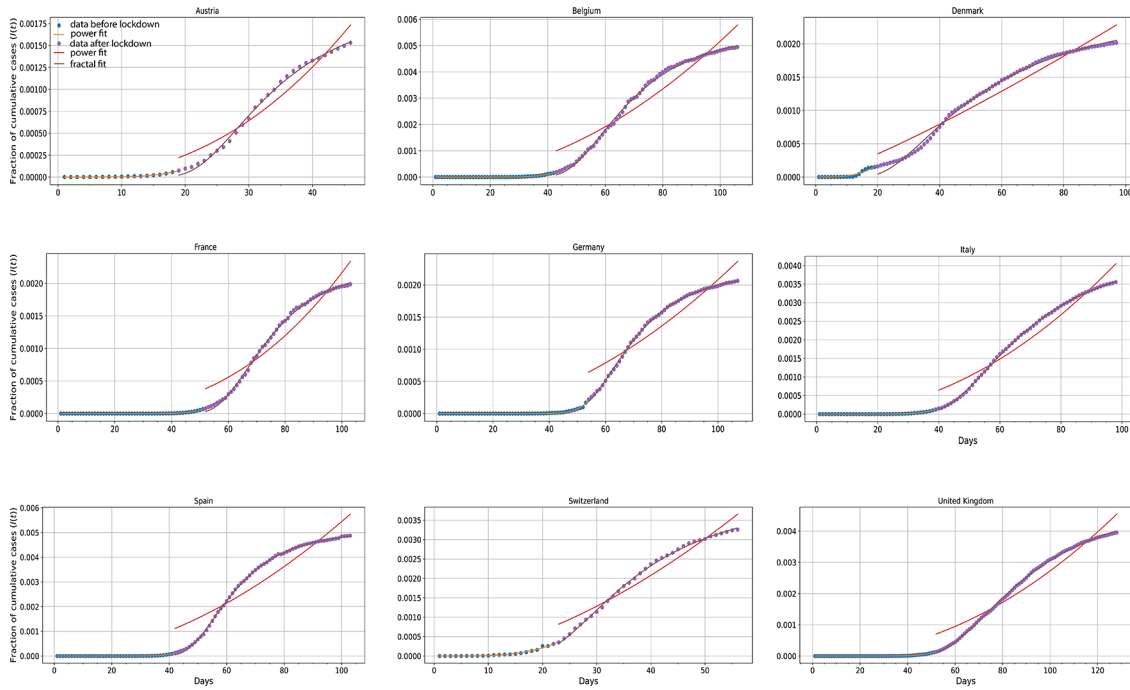 Austria
Belgium
Denmark
Fraction of cumulative cases (I(t))
0.00175
0.00150
0.00125
0.00100
0.00075
0.00050
0.00025
0.00000
data before lockdown
power fit
data after lockdown
power fit
fractal fit
0 10 20 30 40
0.006
0.005
0.004
0.003
0.002
0.001
0.000
0 20 40 60 80 100
0.0020
0.0015
0.0010
0.0005
0.0000
0 20 40 60 80 100
France
Germany
Italy
Fraction of cumulative cases (I(t))
0.0020
0.0015
0.0010
0.0005
0.0000
0 20 40 60 80 100
0.0020
0.0015
0.0010
0.0005
0.0000
0 20 40 60 80 100
0.0040
0.0035
0.0030
0.0025
0.0020
0.0015
0.0010
0.0005
0.0000
0 20 40 60 80 100
Days
Spain
Switzerland
United Kingdom
Fraction of cumulative cases (I(t))
0.006
0.005
0.004
0.003
0.002
0.001
0.000
0 20 40 60 80 100
Days
0.0035
0.0030
0.0025
0.0020
0.0015
0.0010
0.0005
0.0000
0 10 20 30 40 50
Days
0.004
0.003
0.002
0.001
0.000
0 20 40 60 80 100 120
Days